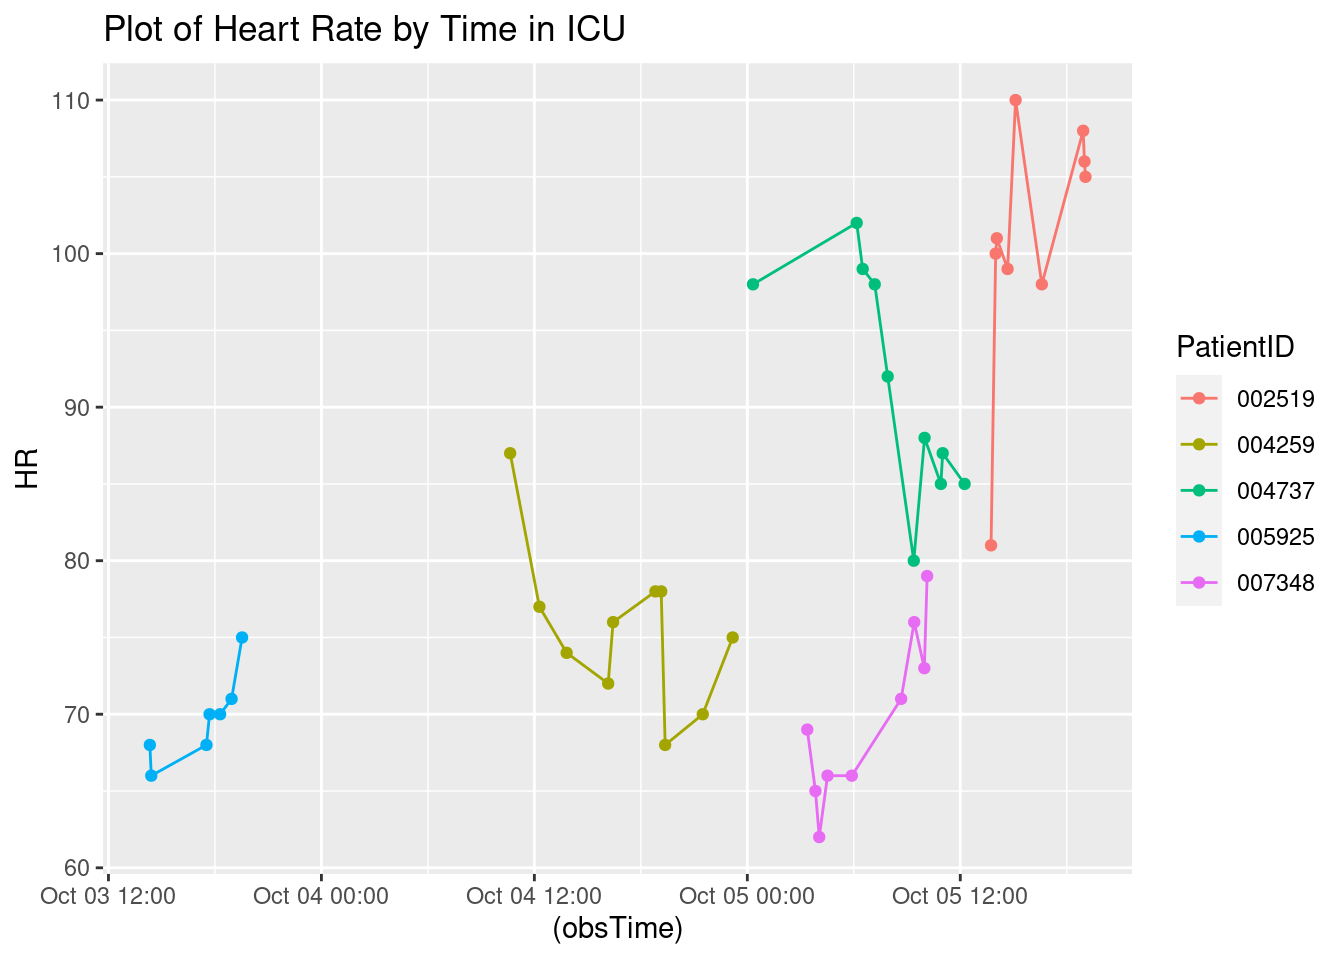 Plot of Heart Rate by Time in ICU
110
100
90
80
70
60
HR
Oct 03 12:00
Oct 04 00:00
Oct 04 12:00
Oct 05 00:00
Oct 05 12:00
(obsTime)
PatientID
002519
004259
004737
005925
007348